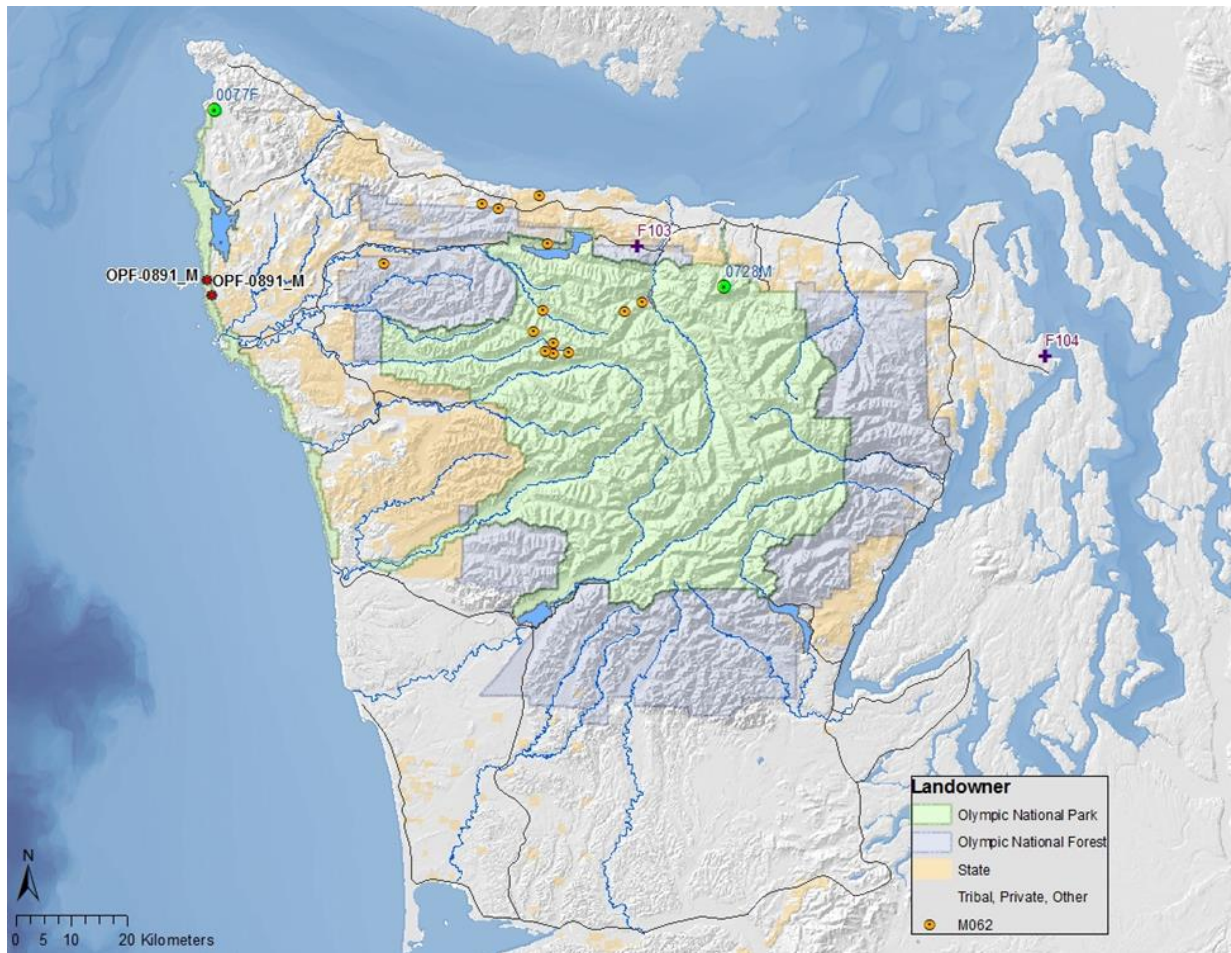 0077F
F103
OPF-0891_M
OPF-0891-M
0728M
F104
Landowner
Olympic National Park
Olympic National Forest
State
Tribal, Private, Other
M062
N
0 5 10 20 Kilometers